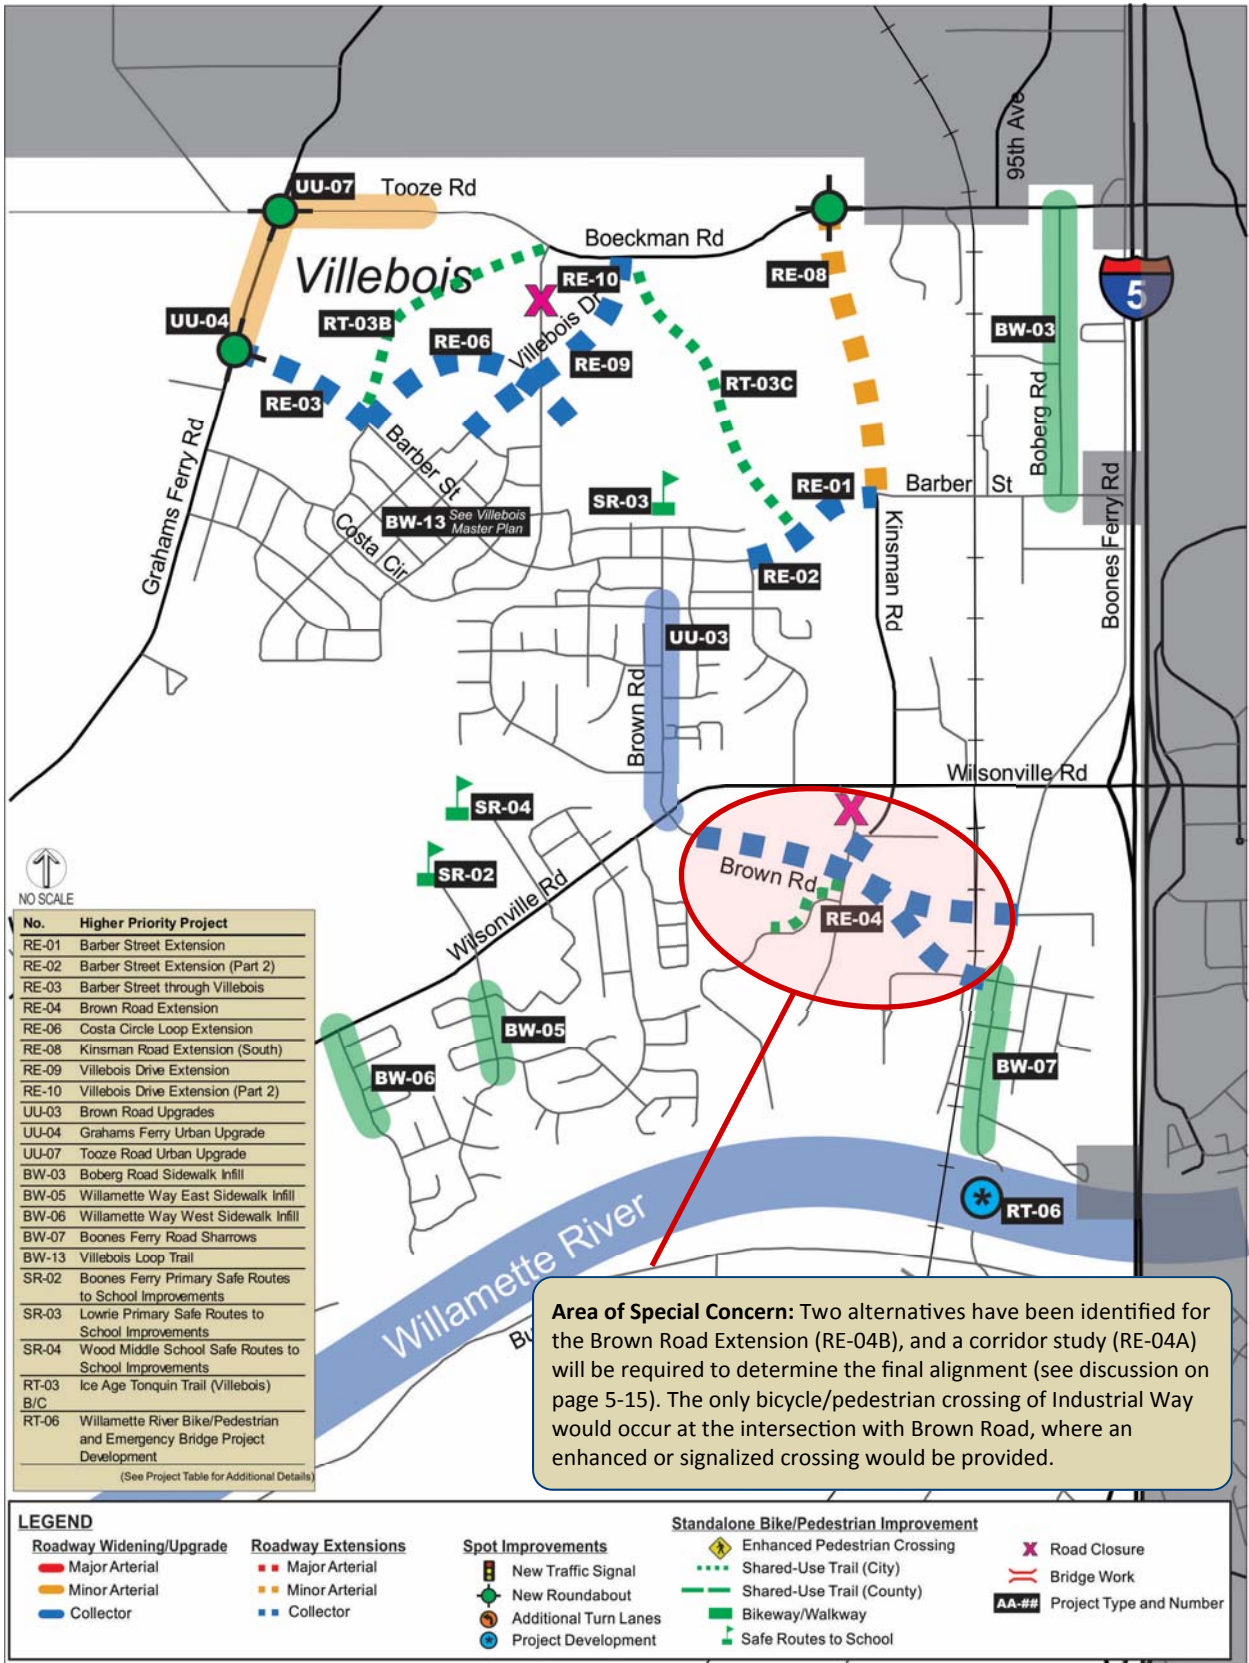 95th Ave
UU-07
Tooze Rd
Boeckman Rd
Villebois
RE-10
RE-08
5
UU-04
RT-03B
RE-06
Villebois Dr
RE-09
BW-03
RE-03
RT-03C
Boberg Rd
Grahams Ferry Rd
Barber St
RE-01
Barber St
SR-03
BW-13 See Villebois
Master Plan
Costa Cir
Kinsman Rd
Boones Ferry Rd
RE-02
UU-03
Brown Rd
Wilsonville Rd
SR-04
SR-02
Brown Rd
RE-04
Wilsonville Rd
NO SCALE
BW-05
BW-06
BW-07
RT-06
Willamette River
Bu
No. Higher Priority Project
RE-01 Barber Street Extension
RE-02 Barber Street Extension (Part 2)
RE-03 Barber Street through Villebois
RE-04 Brown Road Extension
RE-06 Costa Circle Loop Extension
RE-08 Kinsman Road Extension (South)
RE-09 Villebois Drive Extension
RE-10 Villebois Drive Extension (Part 2)
UU-03 Brown Road Upgrades
UU-04 Grahams Ferry Urban Upgrade
UU-07 Tooze Road Urban Upgrade
BW-03 Boberg Road Sidewalk Infill
BW-05 Willamette Way East Sidewalk Infill
BW-06 Willamette Way West Sidewalk Infill
BW-07 Boones Ferry Road Sharrows
BW-13 Villebois Loop Trail
SR-02 Boones Ferry Primary Safe Routes
to School Improvements
SR-03 Lowrie Primary Safe Routes to
School Improvements
SR-04 Wood Middle School Safe Routes to
School Improvements
RT-03 Ice Age Tonquin Trail (Villebois)
B/C
RT-06 Willamette River Bike/Pedestrian
and Emergency Bridge Project
Development
(See Project Table for Additional Details)
Area of Special Concern: Two alternatives have been identified for
the Brown Road Extension (RE-04B), and a corridor study (RE-04A)
will be required to determine the final alignment (see discussion on
page 5-15). The only bicycle/pedestrian crossing of Industrial Way
would occur at the intersection with Brown Road, where an
enhanced or signalized crossing would be provided.
LEGEND
Roadway Widening/Upgrade
Major Arterial
Minor Arterial
Collector
Roadway Extensions
Major Arterial
Minor Arterial
Collector
Spot Improvements
New Traffic Signal
New Roundabout
Additional Turn Lanes
Project Development
Standalone Bike/Pedestrian Improvement
Enhanced Pedestrian Crossing
Shared-Use Trail (City)
Shared-Use Trail (County)
Bikeway/Walkway
Safe Routes to School
X Road Closure
Bridge Work
AA-## Project Type and Number